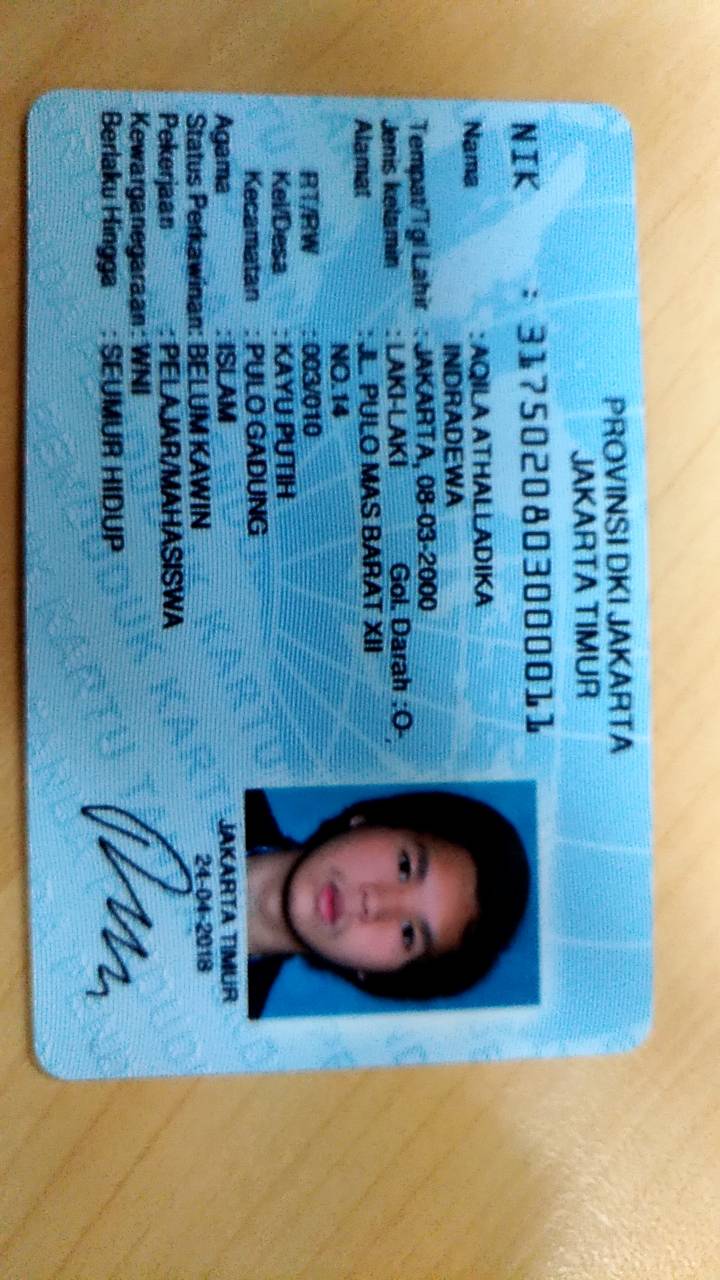 PROVINSI DKI JAKARTA
JAKARTA TIMUR
NIK : 3175020803000011
Nama : AQILA ATHALLADIKA
INDRADEWA
Tempat/Tgl Lahir : JAKARTA, 08-03-2000
Jenis kelamin : LAKI-LAKI Gol. Darah : O-
Alamat : JL. PULO MAS BARAT XII
NO.14
RT/RW : 003/010
Kel/Desa : KAYU PUTIH
Kecamatan : PULO GADUNG
Agama : ISLAM
Status Perkawinan: BELUM KAWIN
Pekerjaan : PELAJAR/MAHASISWA
Kewarganegaraan: WNI
Berlaku Hingga : SEUMUR HIDUP
JAKARTA TIMUR
24-04-2018